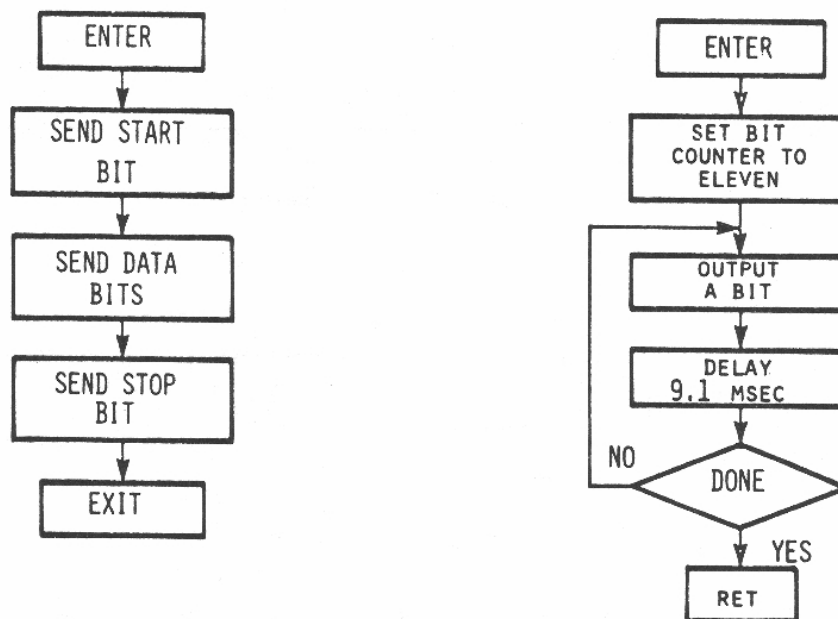 ENTER
SEND START
BIT
SEND DATA
BITS
SEND STOP
BIT
EXIT
ENTER
SET BIT
COUNTER TO
ELEVEN
OUTPUT
A BIT
DELAY
9.1 MSEC
NO
DONE
YES
RET